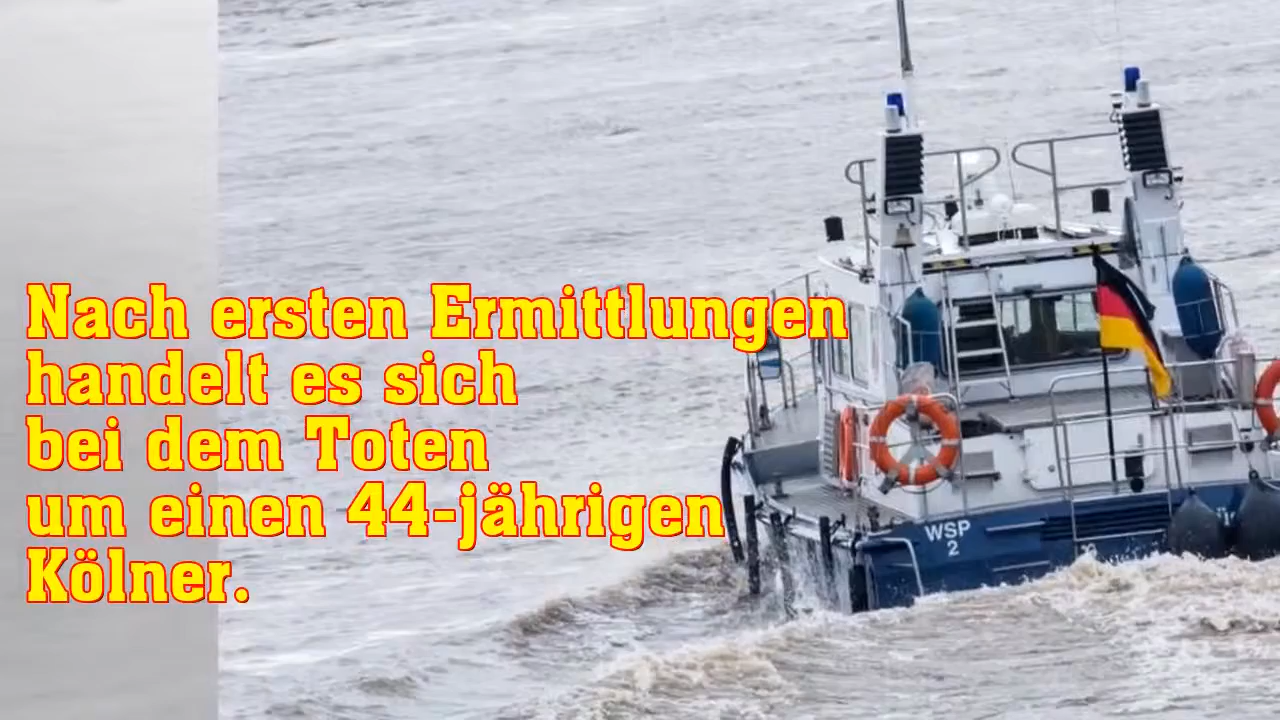 Nach ersten Ermittlungen
handelt es sich
bei dem Toten
um einen 44-jährigen
Kölner.
WSP
2